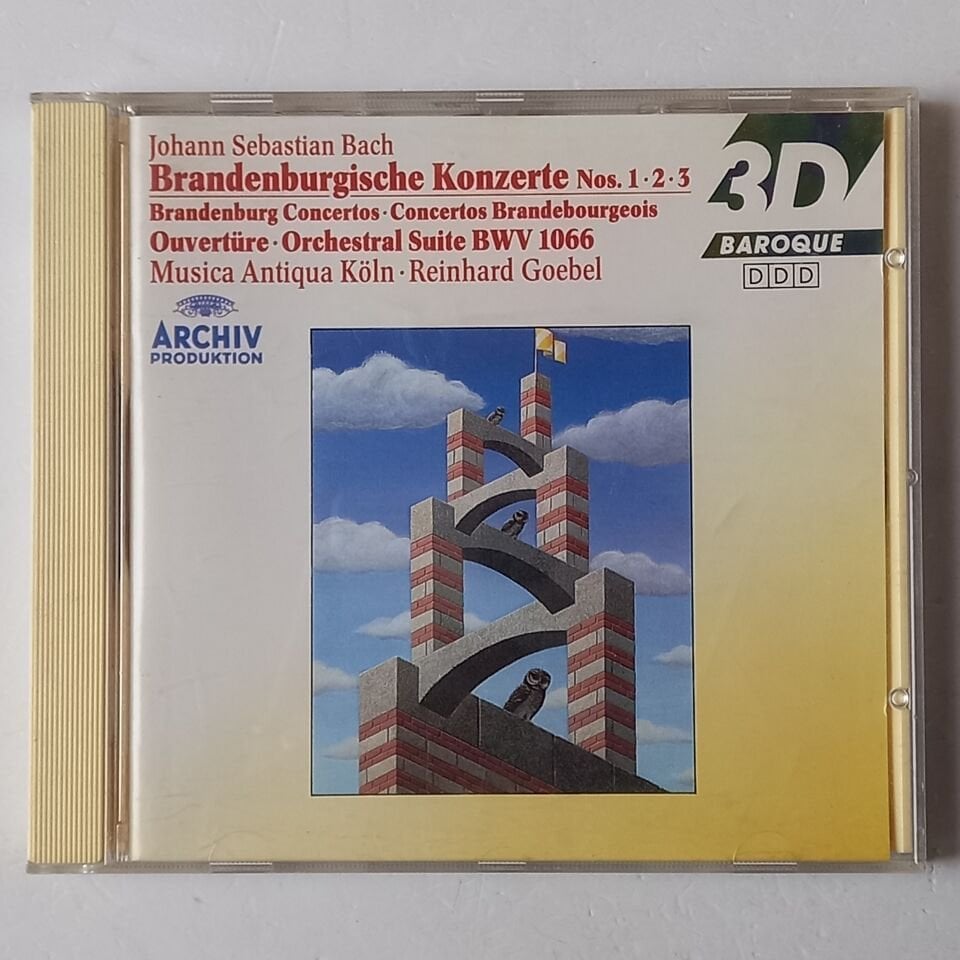 Johann Sebastian Bach
Brandenburgische Konzerte Nos. 1·2·3
Brandenburg Concertos·Concertos Brandebourgeois
Ouvertüre·Orchestral Suite BWV 1066
Musica Antiqua Köln·Reinhard Goebel
3D
BAROQUE
DDD
ARCHIV
PRODUKTION